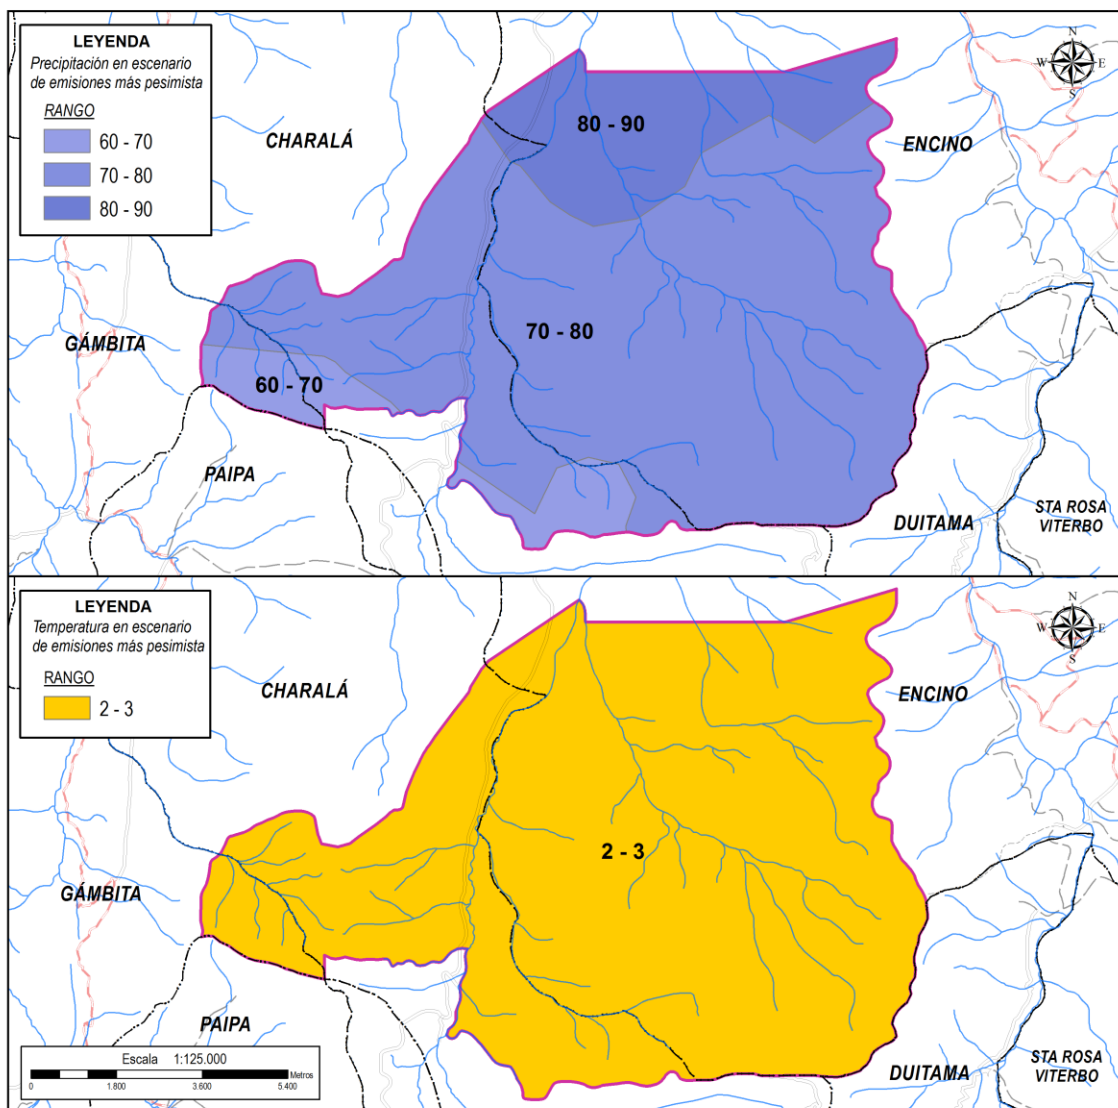 LEYENDA
Precipitación en escenario
de emisiones más pesimista
RANGO
60 - 70
70 - 80
80 - 90
N
W E
S
CHARALÁ
80 - 90
ENCINO
GÁMBITA
70 - 80
60 - 70
PAIPA
DUITAMA
STA ROSA
VITERBO
LEYENDA
Temperatura en escenario
de emisiones más pesimista
RANGO
2 - 3
N
W E
S
CHARALÁ
ENCINO
2 - 3
GÁMBITA
PAIPA
DUITAMA
STA ROSA
VITERBO
Escala 1:125.000
Metros
0 1.800 3.600 5.400